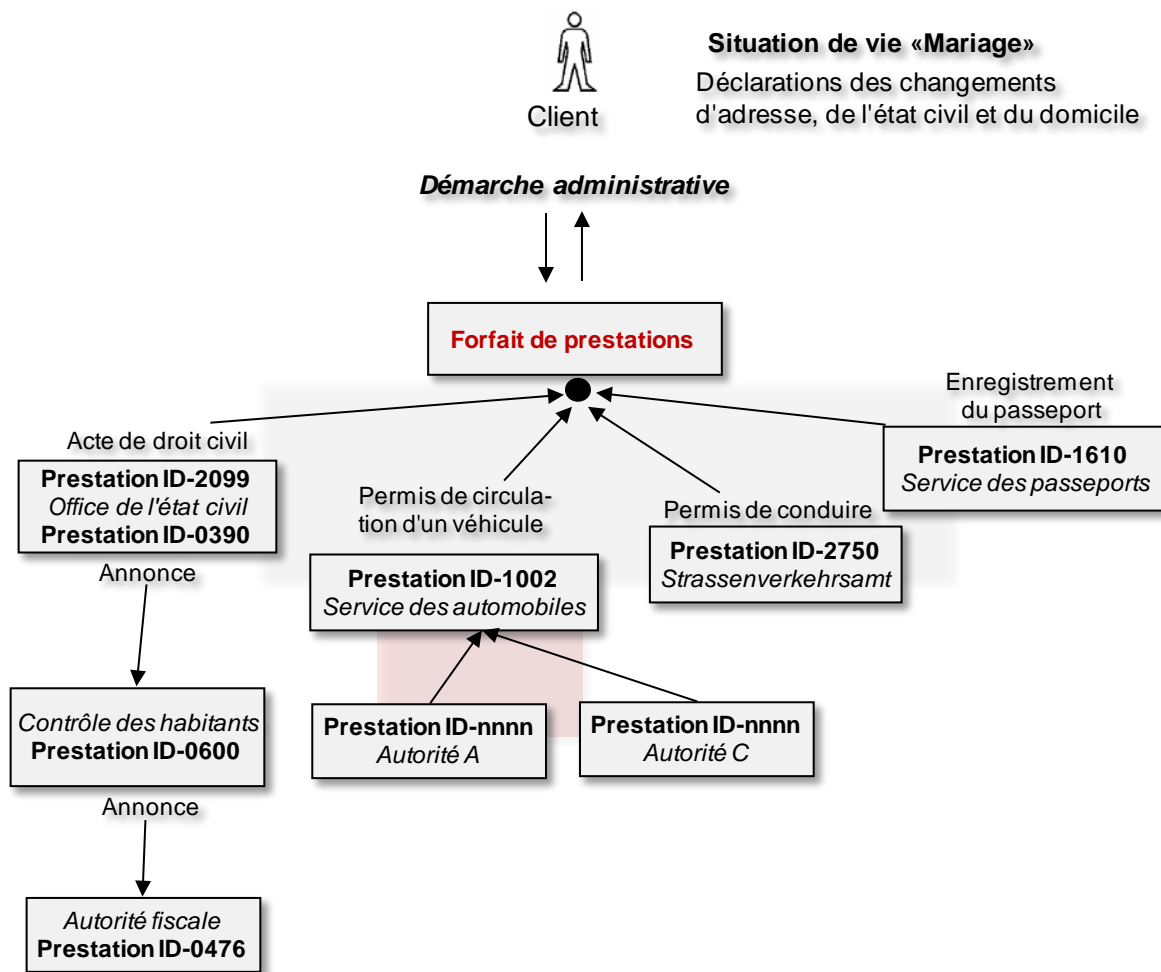 Situation de vie «Mariage»
Déclarations des changements
d'adresse, de l'état civil et du domicile
Client
Démarche administrative
Forfait de prestations
Enregistrement
du passeport
Prestation ID-1610
Service des passeports
Acte de droit civil
Prestation ID-2099
Office de l'état civil
Prestation ID-0390
Permis de circula-
tion d'un véhicule
Prestation ID-1002
Service des automobiles
Permis de conduire
Prestation ID-2750
Strassenverkehrsamt
Annonce
Contrôle des habitants
Prestation ID-0600
Prestation ID-nnnn
Autorité A
Prestation ID-nnnn
Autorité C
Annonce
Autorité fiscale
Prestation ID-0476